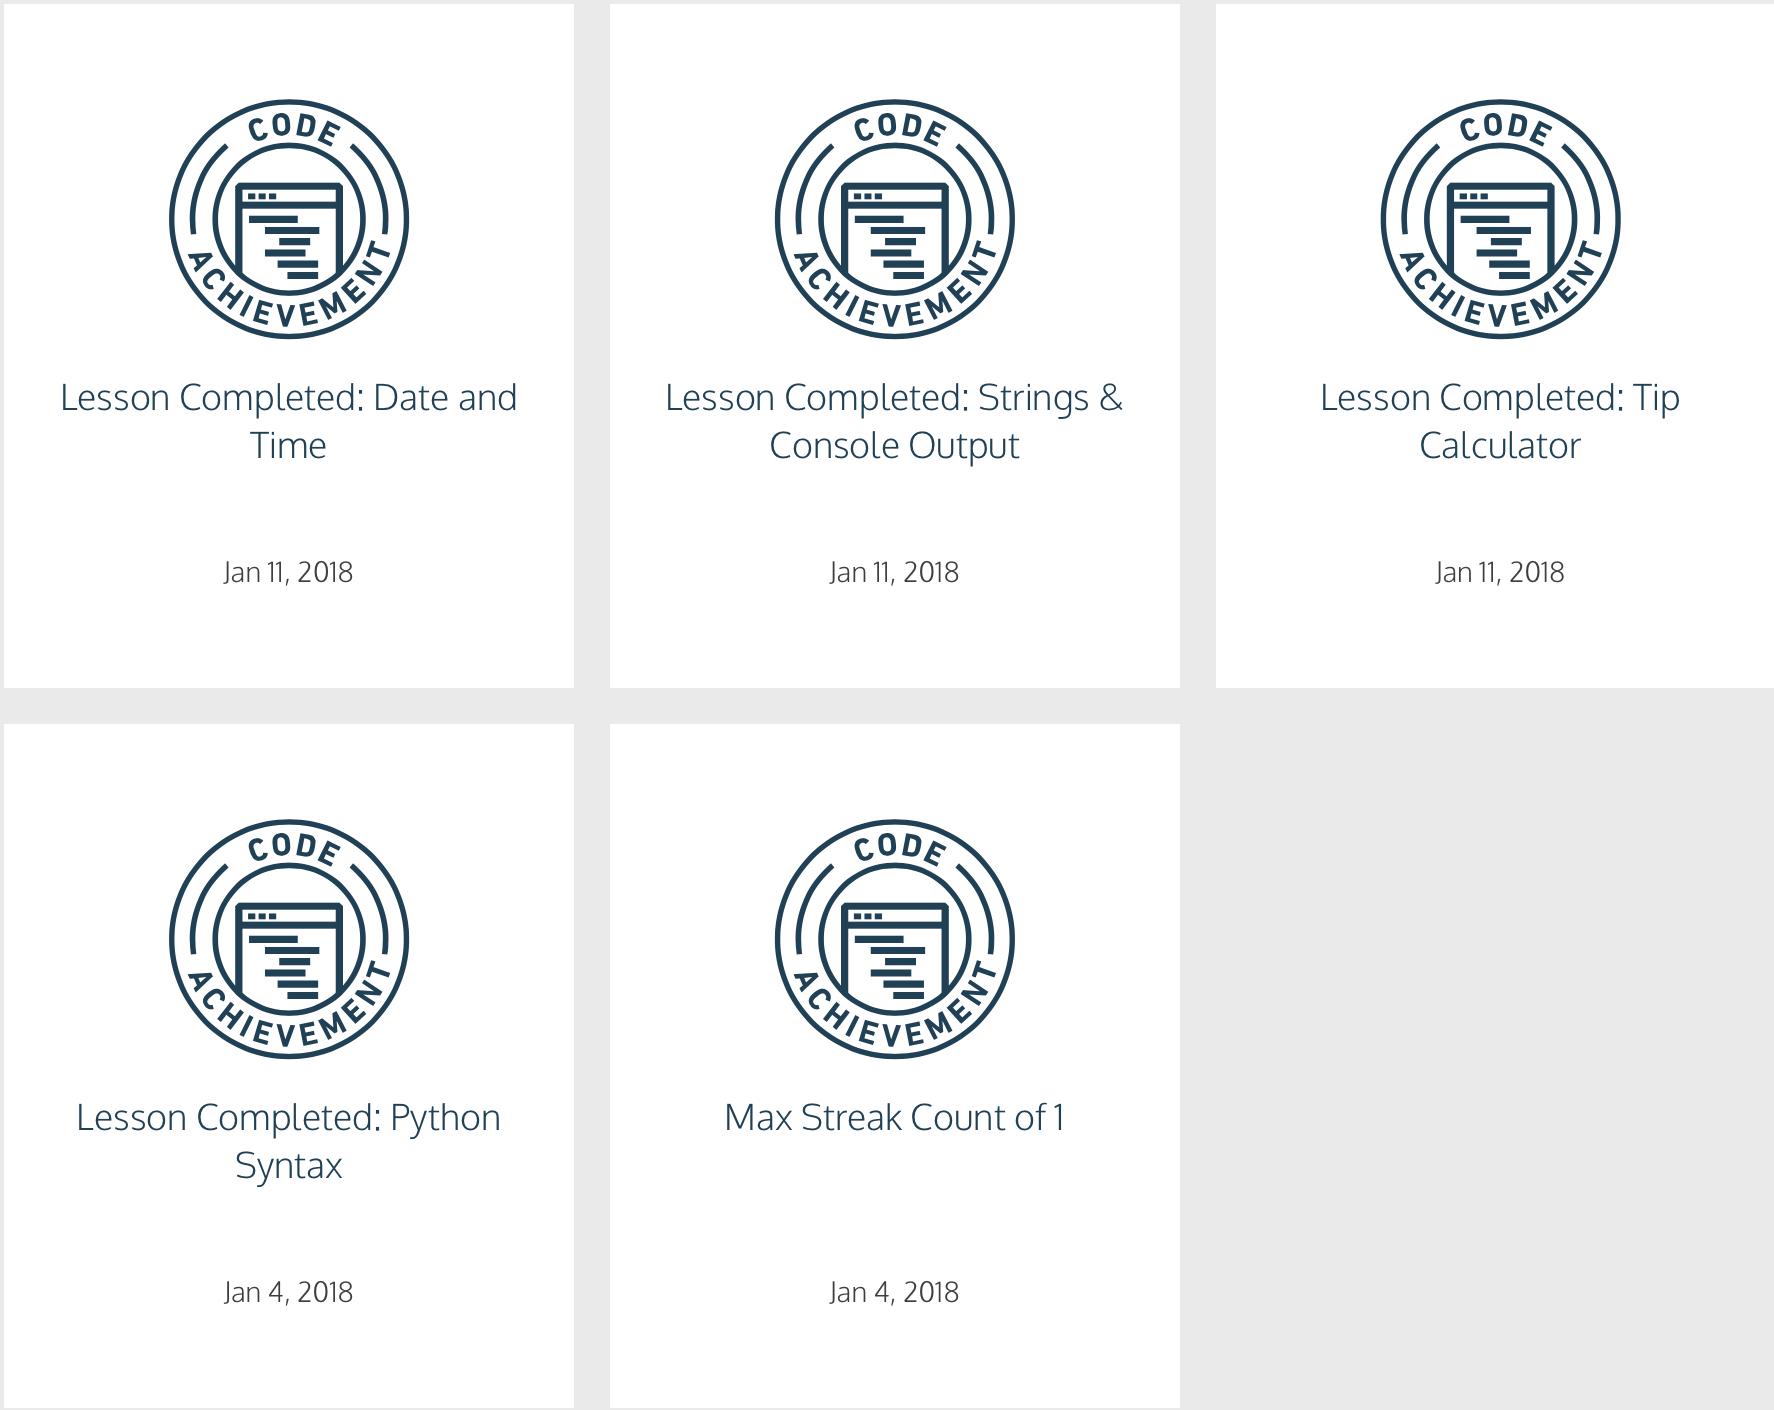 CODE
ACHIEVEMENT
Lesson Completed: Date and
Time
Jan 11, 2018
CODE
ACHIEVEMENT
Lesson Completed: Strings &
Console Output
Jan 11, 2018
CODE
ACHIEVEMENT
Lesson Completed: Tip
Calculator
Jan 11, 2018
CODE
ACHIEVEMENT
Lesson Completed: Python
Syntax
Jan 4, 2018
CODE
ACHIEVEMENT
Max Streak Count of 1
Jan 4, 2018